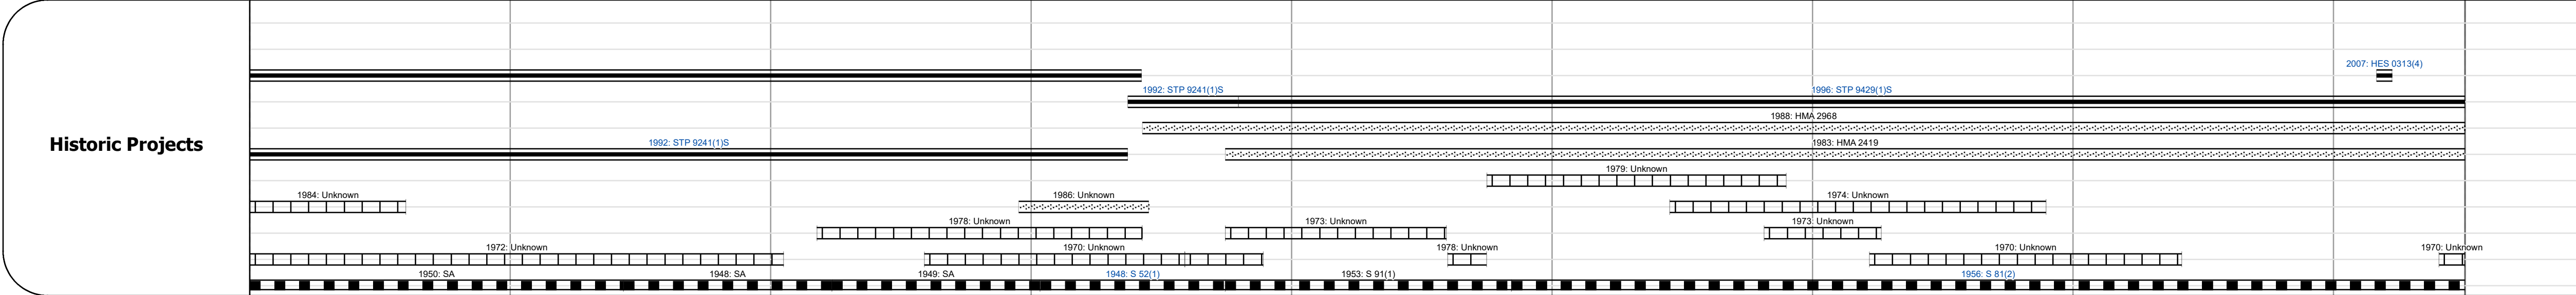 2007: HES 0313(4)
1992: STP 9241(1)S
1996: STP 9429(1)S
1988: HMA 2968
Historic Projects
1992: STP 9241(1)S
1983: HMA 2419
1979: Unknown
1984: Unknown
1986: Unknown
1974: Unknown
1978: Unknown
1973: Unknown
1973: Unknown
1972: Unknown
1970: Unknown
1978: Unknown
1970: Unknown
1970: Unknown
1950: SA
1948: SA
1949: SA
1948: S 52(1)
1953: S 91(1)
1956: S 81(2)